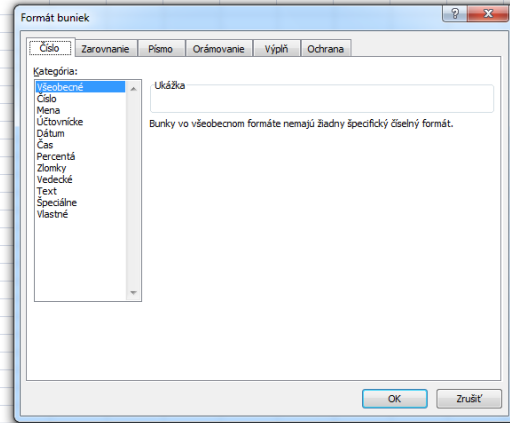 Formát buniek
Číslo Zarovnanie Písmo Orámovanie Výplň Ochrana
Kategória:
Všeobecné
Číslo
Mena
Účtovnícke
Dátum
Čas
Percentá
Zlomky
Vedecké
Text
Špeciálne
Vlastné
Ukážka
Bunky vo všeobecnom formáte nemajú žiadny špecifický číselný formát.
OK Zrušiť